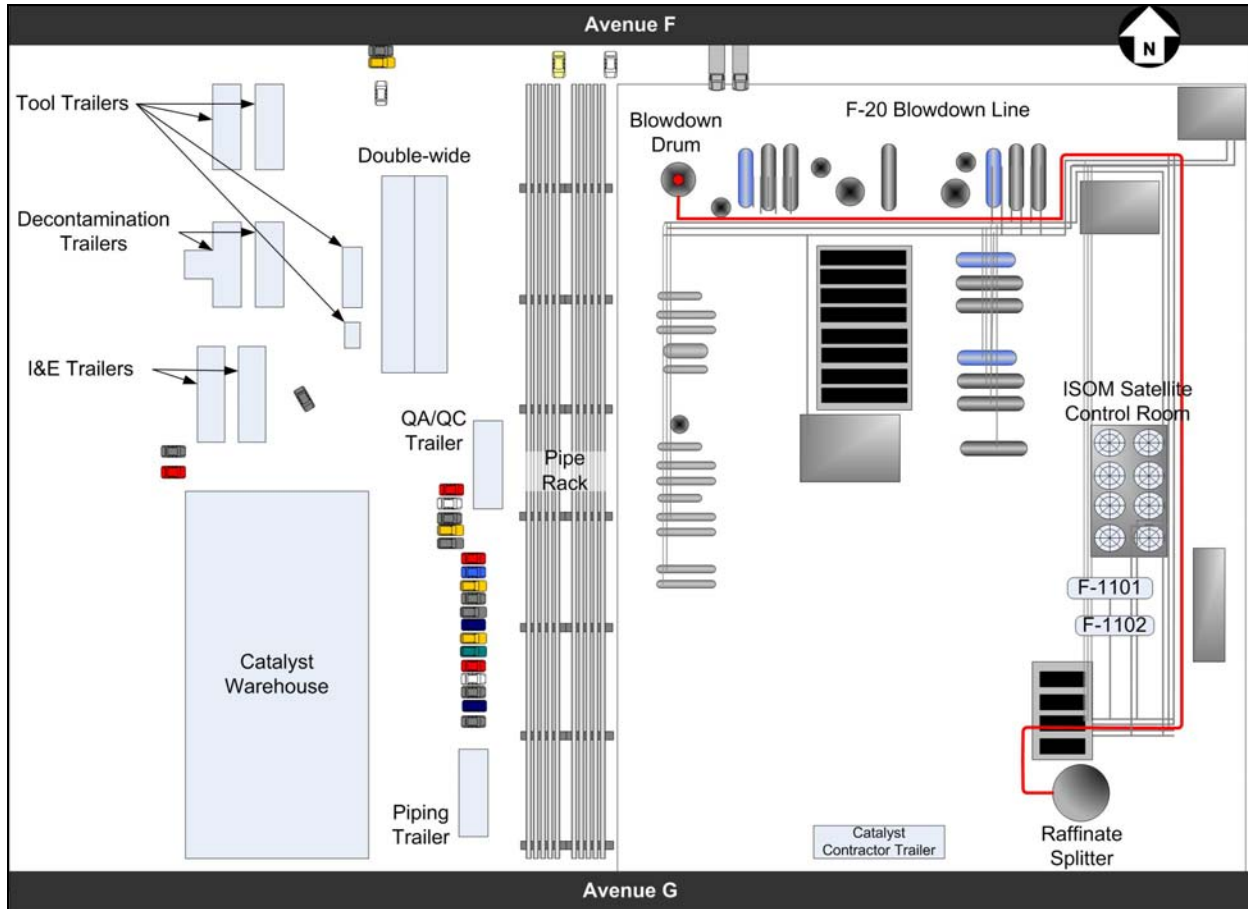 Avenue F
N
Tool Trailers
Double-wide
Blowdown
Drum
F-20 Blowdown Line
Decontamination
Trailers
I&E Trailers
QA/QC
Trailer
Pipe
Rack
ISOM Satellite
Control Room
F-1101
F-1102
Catalyst
Warehouse
Piping
Trailer
Catalyst
Contractor Trailer
Raffinate
Splitter
Avenue G